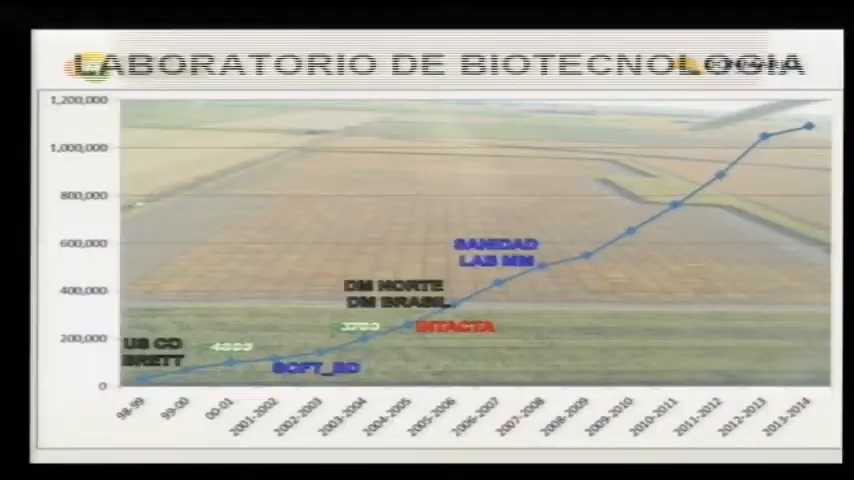 LABORATORIO DE BIOTECNOLOGIA
1,200,000
1,000,000
800,000
600,000
400,000
200,000
0
SANIDAD
LAB MM
DM NORTE
DM BRASIL
3700
INTACTA
US CO
BRETT
4800
SOFT_BD
98-99
99-00
00-01
2001-2002
2002-2003
2003-2004
2004-2005
2005-2006
2006-2007
2007-2008
2008-2009
2009-2010
2010-2011
2011-2012
2012-2013
2013-2014